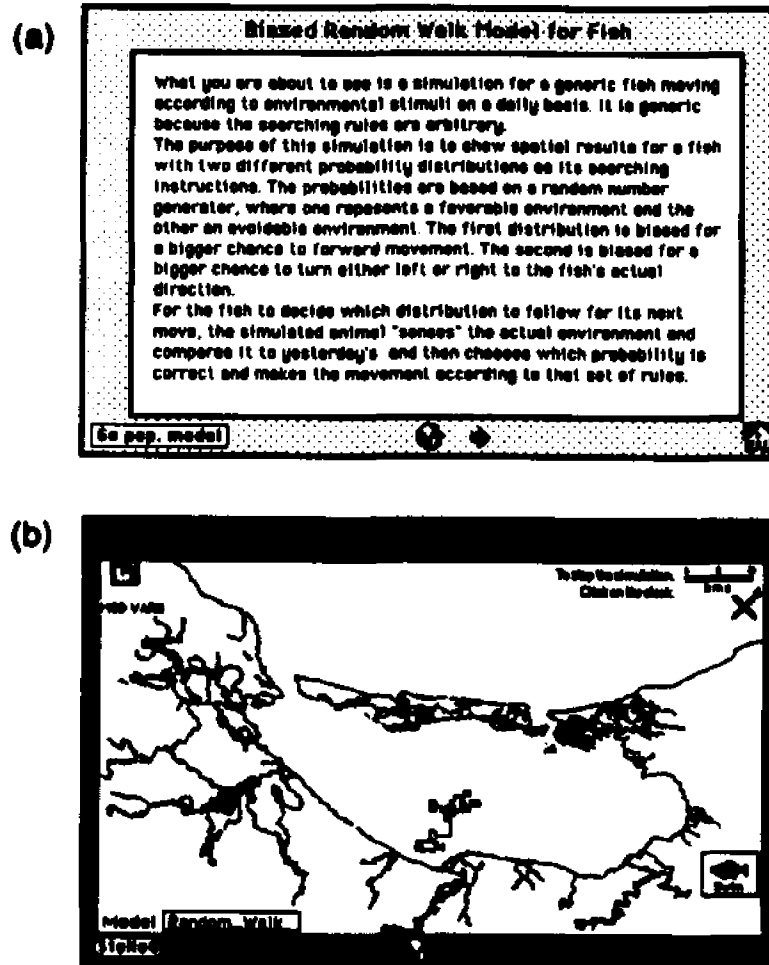 (a)
Biased Random Walk Model for Fish
What you are about to see is a simulation for a generic fish moving
according to environmental stimuli on a daily basis. It is generic
because the searching rules are arbitrary.
The purpose of this simulation is to show spatial results for a fish
with two different probability distributions as its searching
instructions. The probabilities are based on a random number
generator, where one repesents a favorable environment and the
other an avoidable environment. The first distribution is biased for
a bigger chance to forward movement. The second is biased for a
bigger chance to turn either left or right to the fish's actual
direction.
For the fish to decide which distribution to follow for its next
move, the simulated animal "senses" the actual environment and
compares it to yesterday's and then chooses which probability is
correct and makes the movement according to that set of rules.
Go pop. model
(b)
To stop the simulation.
Click on the clock.
Swim
Model Random Walk